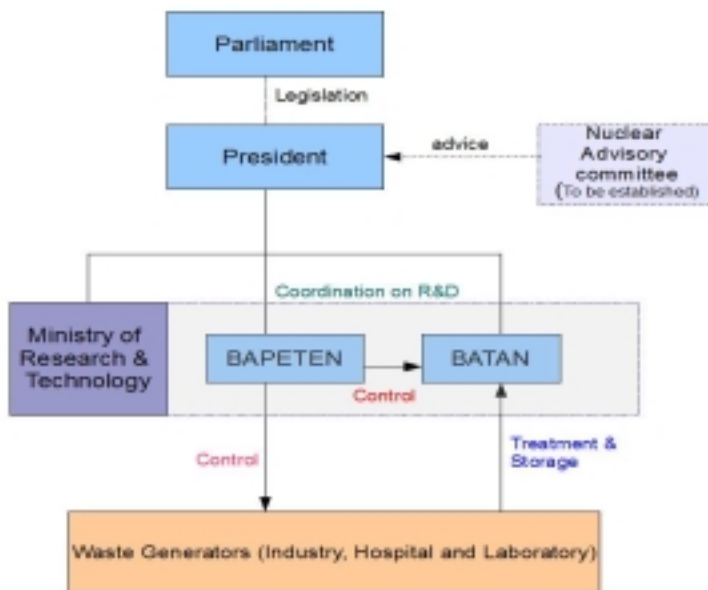 Parliament
Legislation
President
advice
Nuclear
Advisory
committee
(To be established)
Coordination on R&D
Ministry of
Research &
Technology
BAPETEN
BATAN
Control
Control
Treatment &
Storage
Waste Generators (Industry, Hospital and Laboratory)